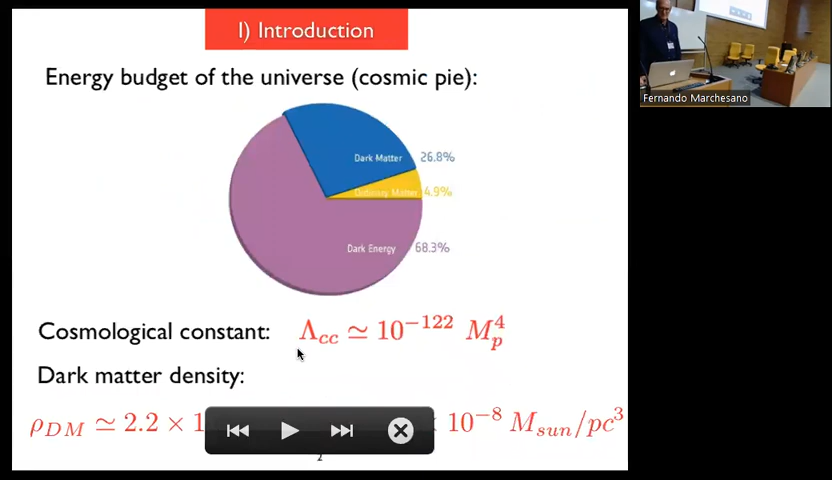 I) Introduction
Energy budget of the universe (cosmic pie):
Dark Matter 26.8%
Ordinary Matter 4.9%
Dark Energy 68.3%
Cosmological constant: Λ_cc ≃ 10^{-122} M_p^4
Dark matter density:
ρ_DM ≃ 2.2 × 1 10^{-8} M_sun/pc^3
Fernando Marchesano